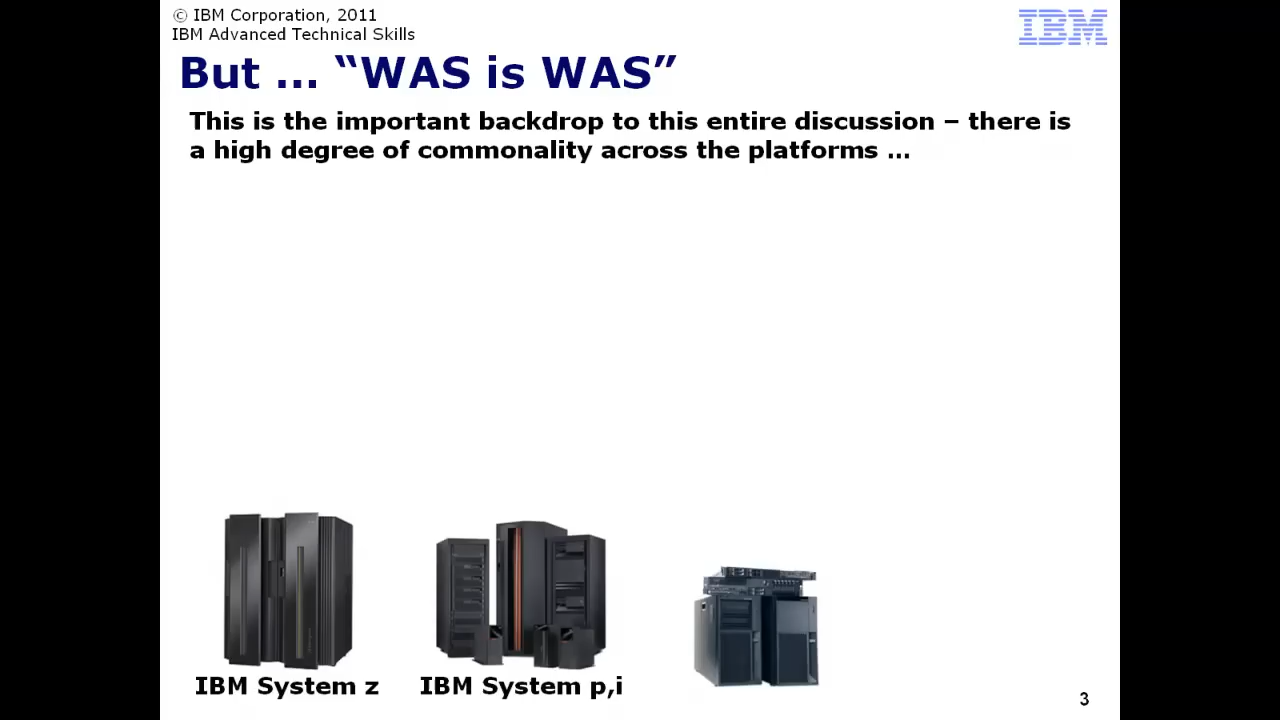 © IBM Corporation, 2011
IBM Advanced Technical Skills
IBM
But … “WAS is WAS”
This is the important backdrop to this entire discussion – there is
a high degree of commonality across the platforms …
IBM System z
IBM System p,i
3